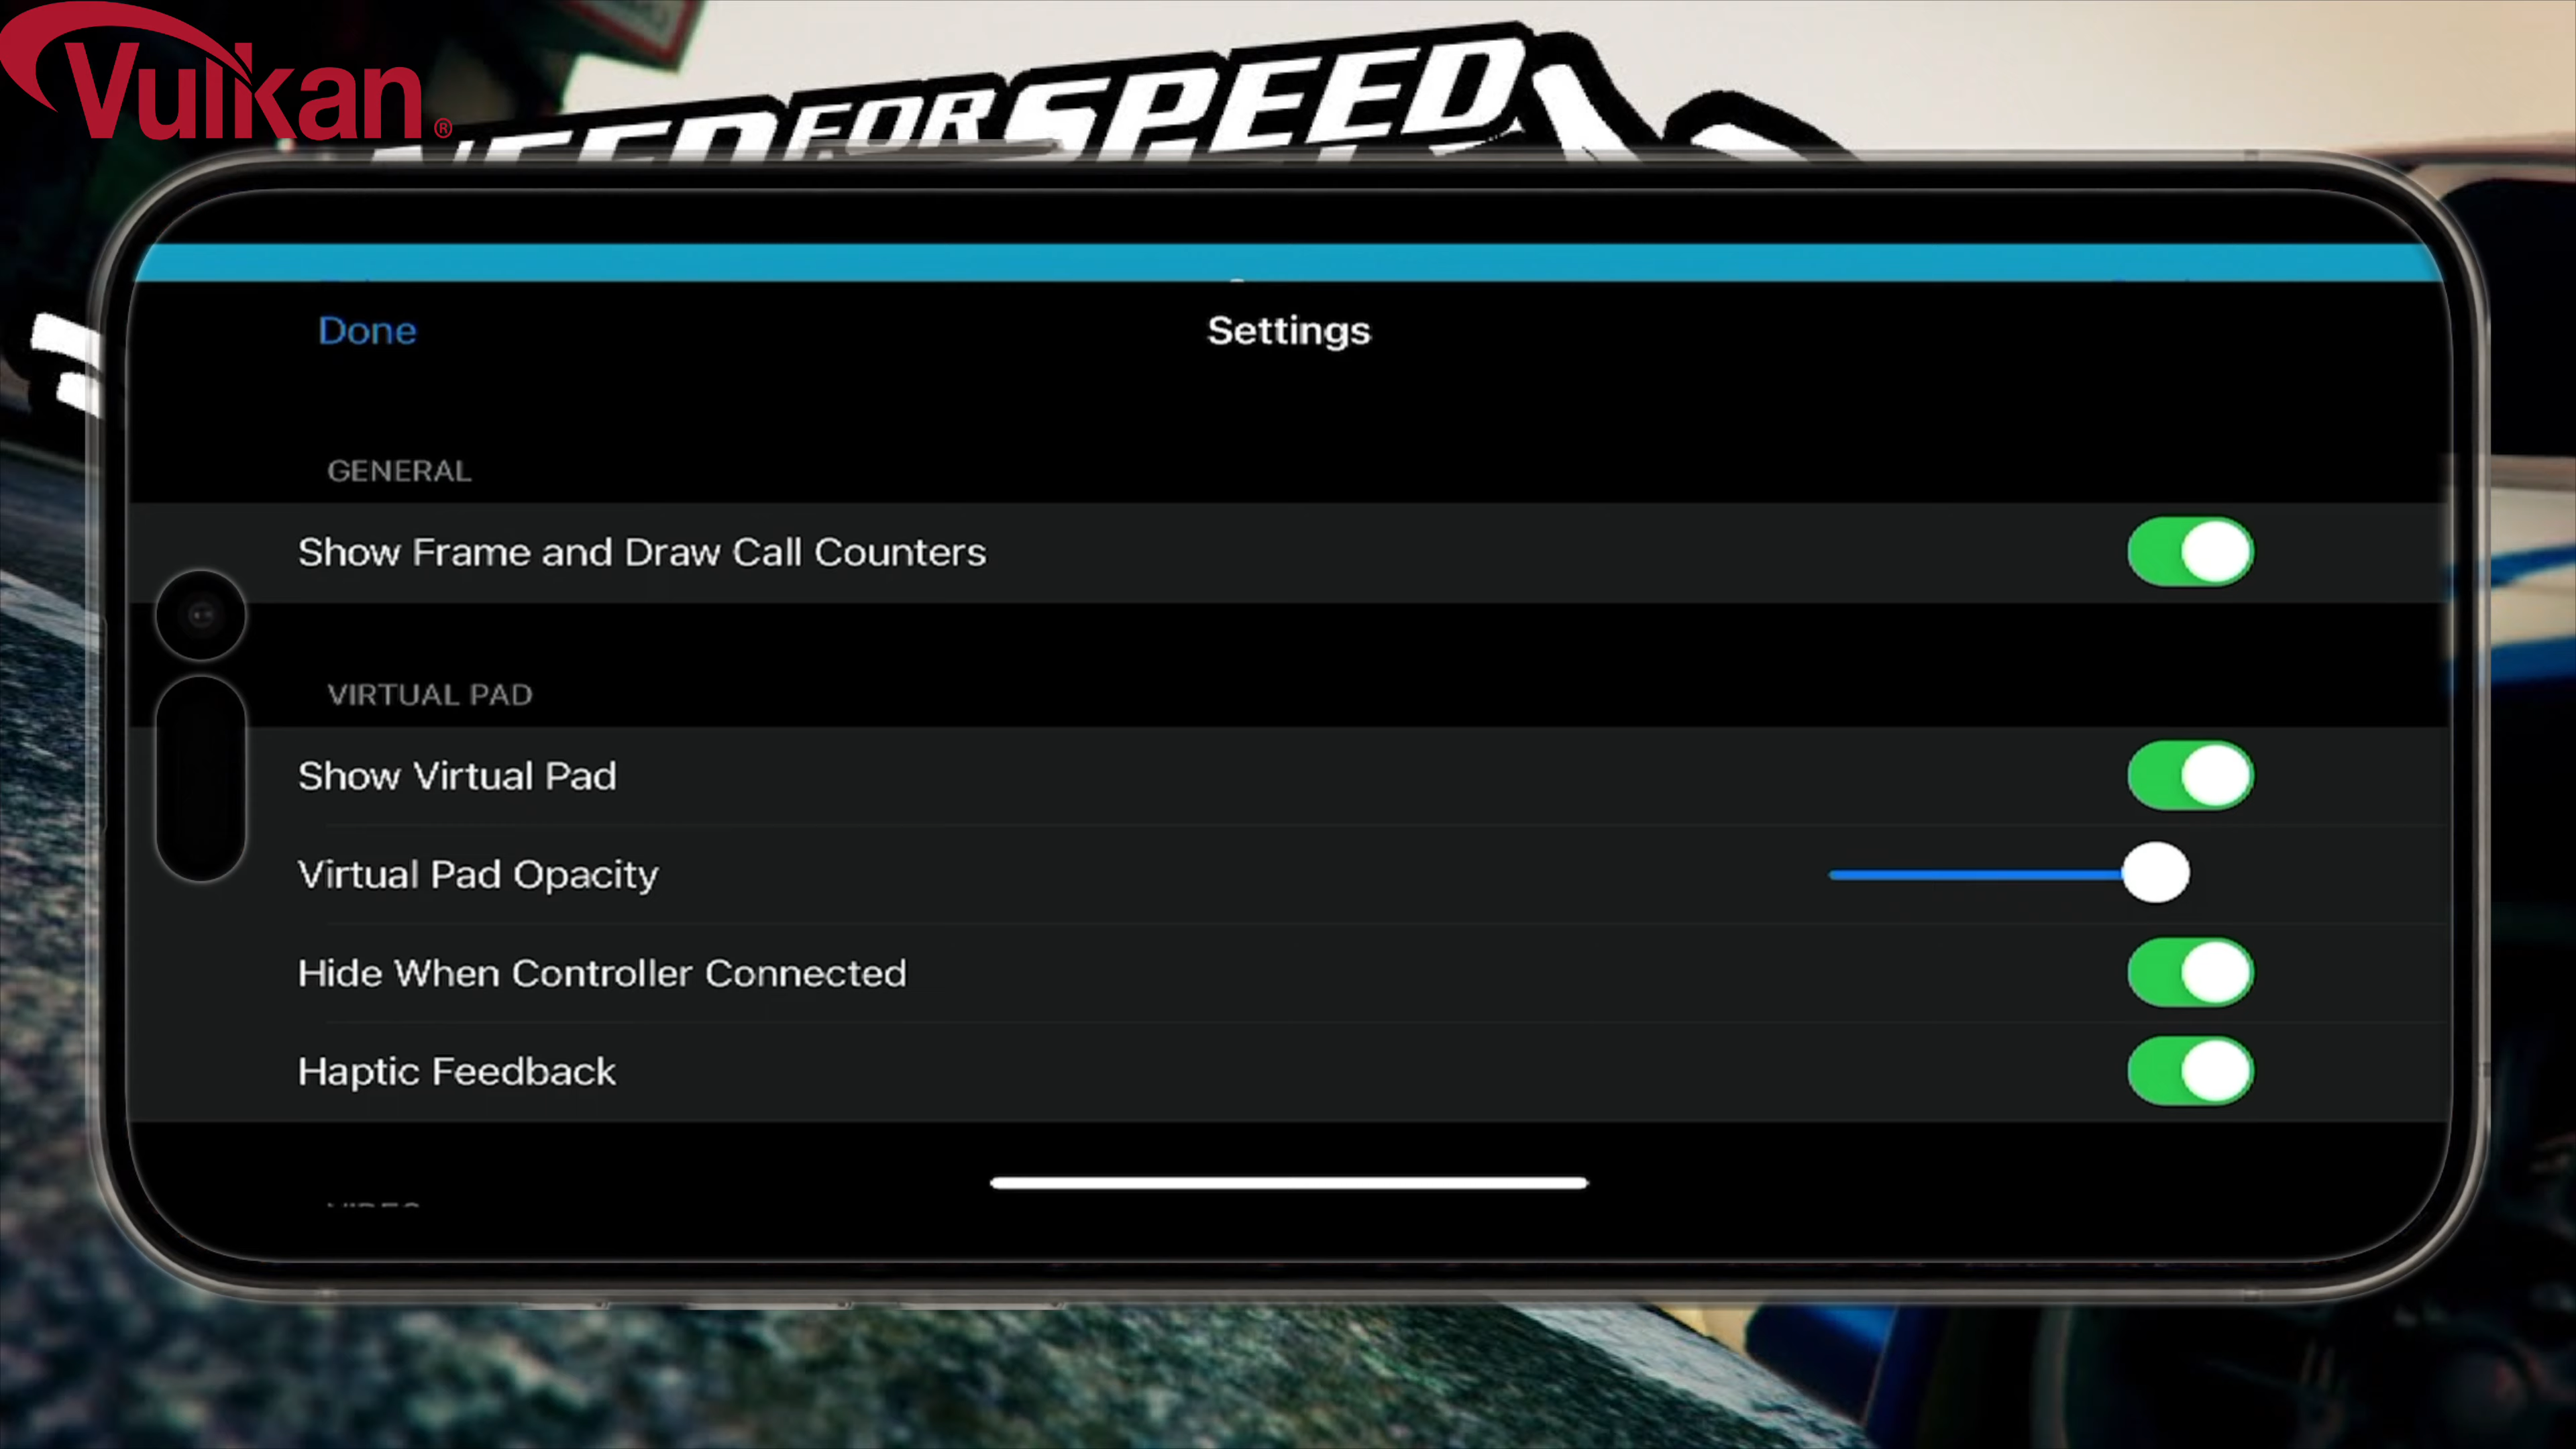 Vulkan®
NEED FOR SPEED
Done
Settings
GENERAL
Show Frame and Draw Call Counters
VIRTUAL PAD
Show Virtual Pad
Virtual Pad Opacity
Hide When Controller Connected
Haptic Feedback